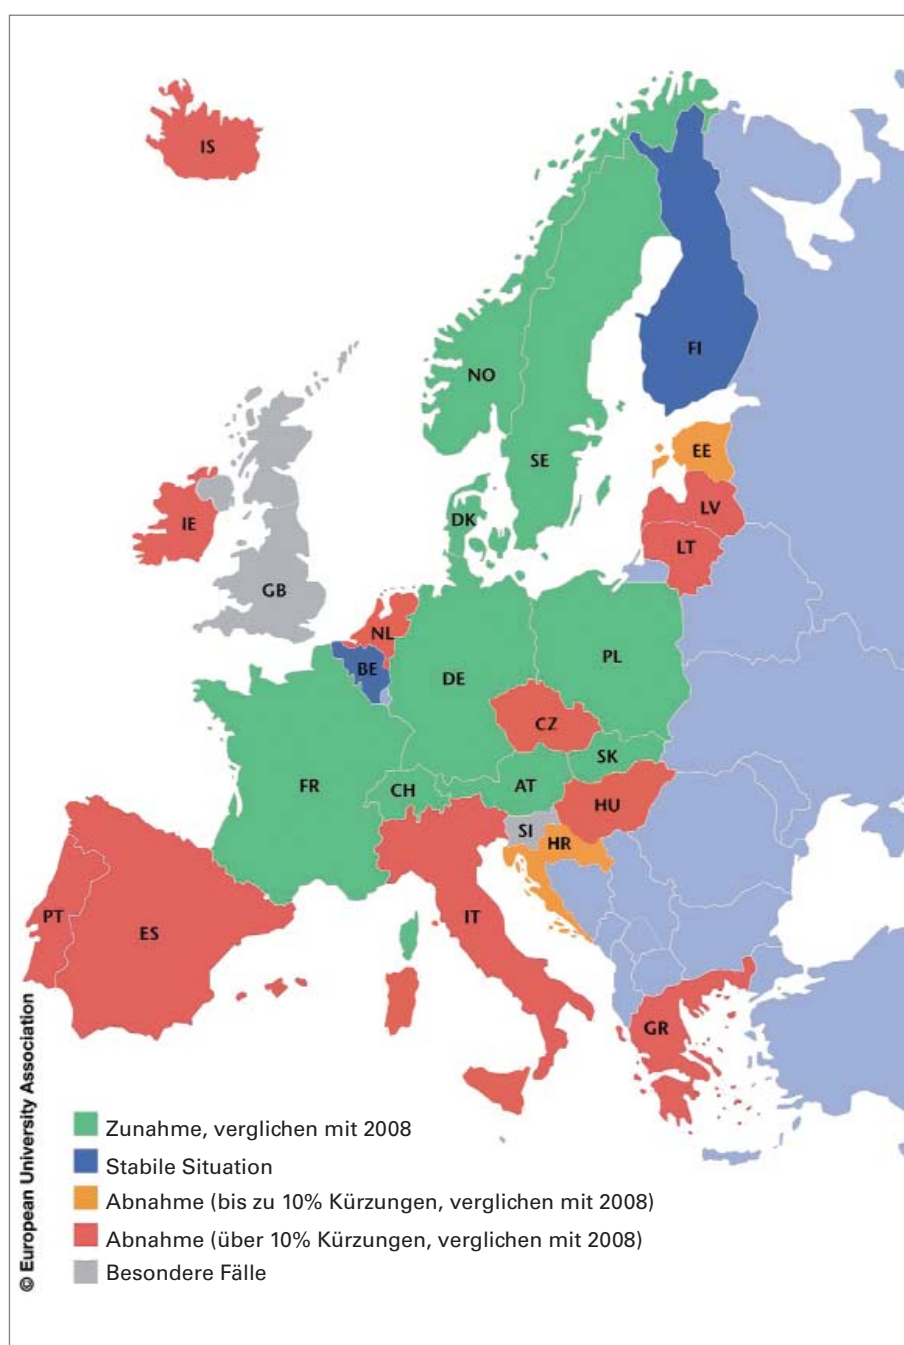 IS
NO
FI
SE
EE
LV
DK
LT
IE
GB
NL
BE
DE
PL
CZ
SK
FR
CH
AT
HU
SI
HR
PT
ES
IT
GR
© European University Association
Zunahme, verglichen mit 2008
Stabile Situation
Abnahme (bis zu 10% Kürzungen, verglichen mit 2008)
Abnahme (über 10% Kürzungen, verglichen mit 2008)
Besondere Fälle